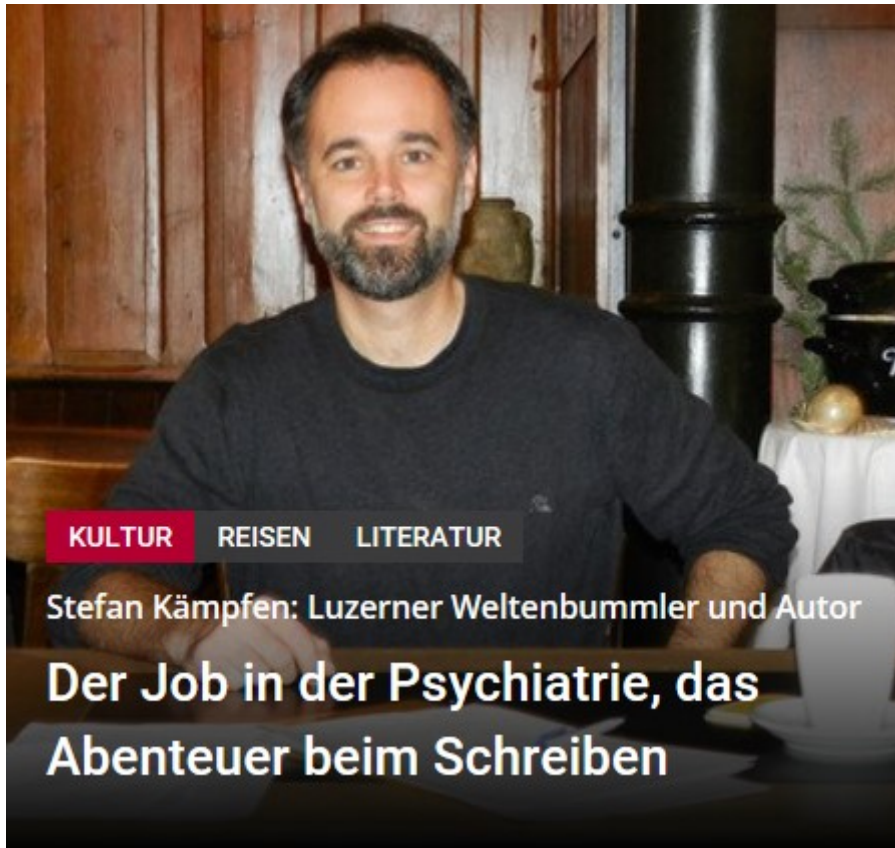 KULTUR REISEN LITERATUR
Stefan Kämpfen: Luzerner Weltenbummler und Autor
Der Job in der Psychiatrie, das
Abenteuer beim Schreiben